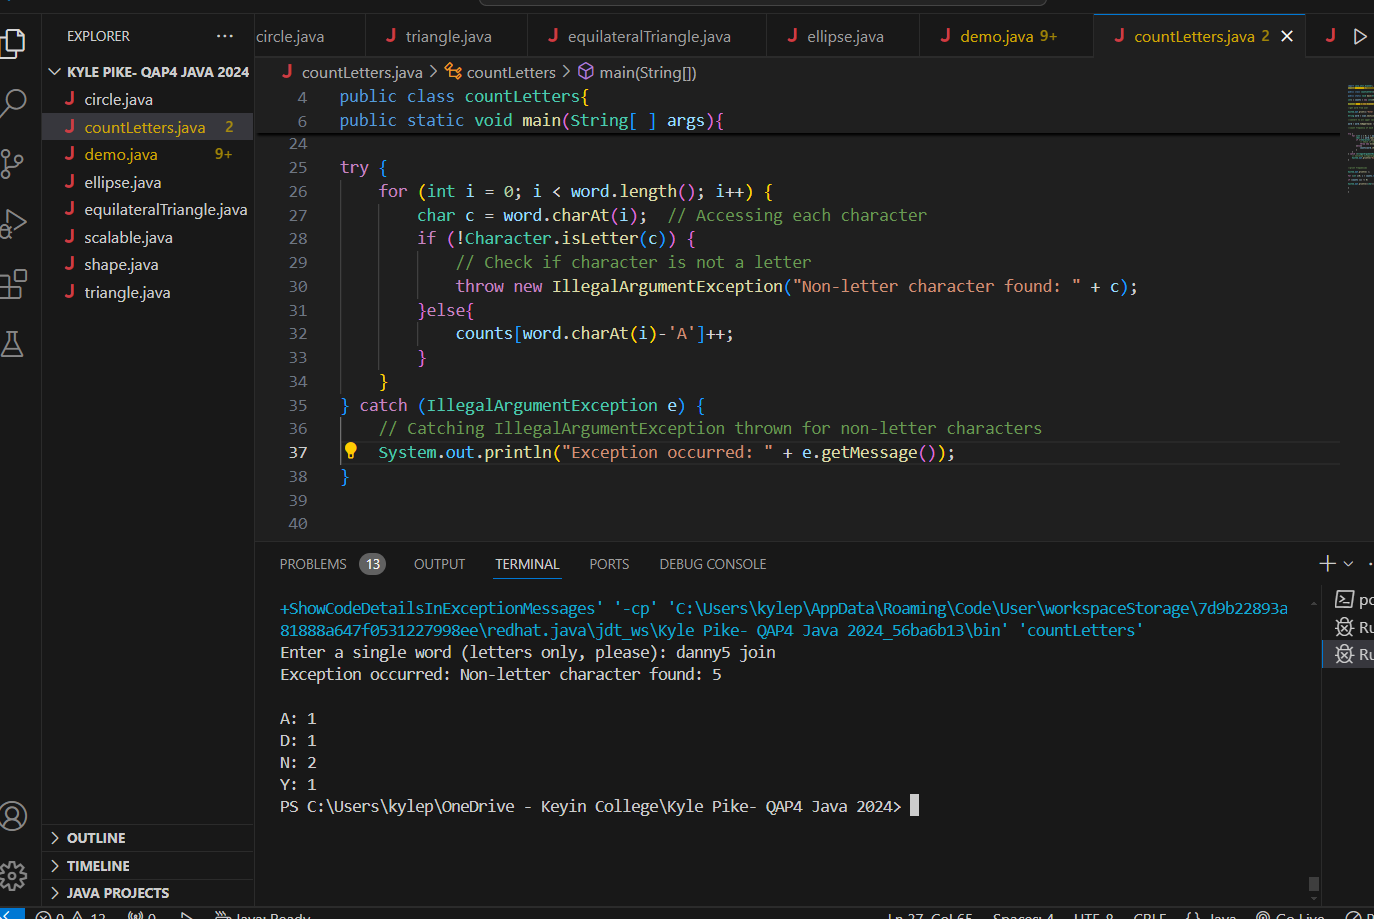 EXPLORER ...
KYLE PIKE- QAP4 JAVA 2024
J circle.java
J countLetters.java 2
J demo.java 9+
J ellipse.java
J equilateralTriangle.java
J scalable.java
J shape.java
J triangle.java
OUTLINE
TIMELINE
JAVA PROJECTS
circle.java J triangle.java J equilateralTriangle.java J ellipse.java J demo.java 9+ J countLetters.java 2 J
J countLetters.java > countLetters > main(String[])
4 public class countLetters{
6 public static void main(String[ ] args){
24
25 try {
26 for (int i = 0; i < word.length(); i++) {
27 char c = word.charAt(i); // Accessing each character
28 if (!Character.isLetter(c)) {
29 // Check if character is not a letter
30 throw new IllegalArgumentException("Non-letter character found: " + c);
31 }else{
32 counts[word.charAt(i)-'A']++;
33 }
34 }
35 } catch (IllegalArgumentException e) {
36 // Catching IllegalArgumentException thrown for non-letter characters
37 System.out.println("Exception occurred: " + e.getMessage());
38 }
39
40
PROBLEMS 13 OUTPUT TERMINAL PORTS DEBUG CONSOLE
+ShowCodeDetailsInExceptionMessages' '-cp' 'C:\Users\kylep\AppData\Roaming\Code\User\workspaceStorage\7d9b22893a
81888a647f0531227998ee\redhat.java\jdt_ws\Kyle Pike- QAP4 Java 2024_56ba6b13\bin' 'countLetters'
Enter a single word (letters only, please): danny5 join
Exception occurred: Non-letter character found: 5
A: 1
D: 1
N: 2
Y: 1
PS C:\Users\kylep\OneDrive - Keyin College\Kyle Pike- QAP4 Java 2024>
po
Ru
Ru
0 13 0 Java: Ready Ln 37, Col 65 Spaces: 4 UTF-8 CRLF {} Java Go Live